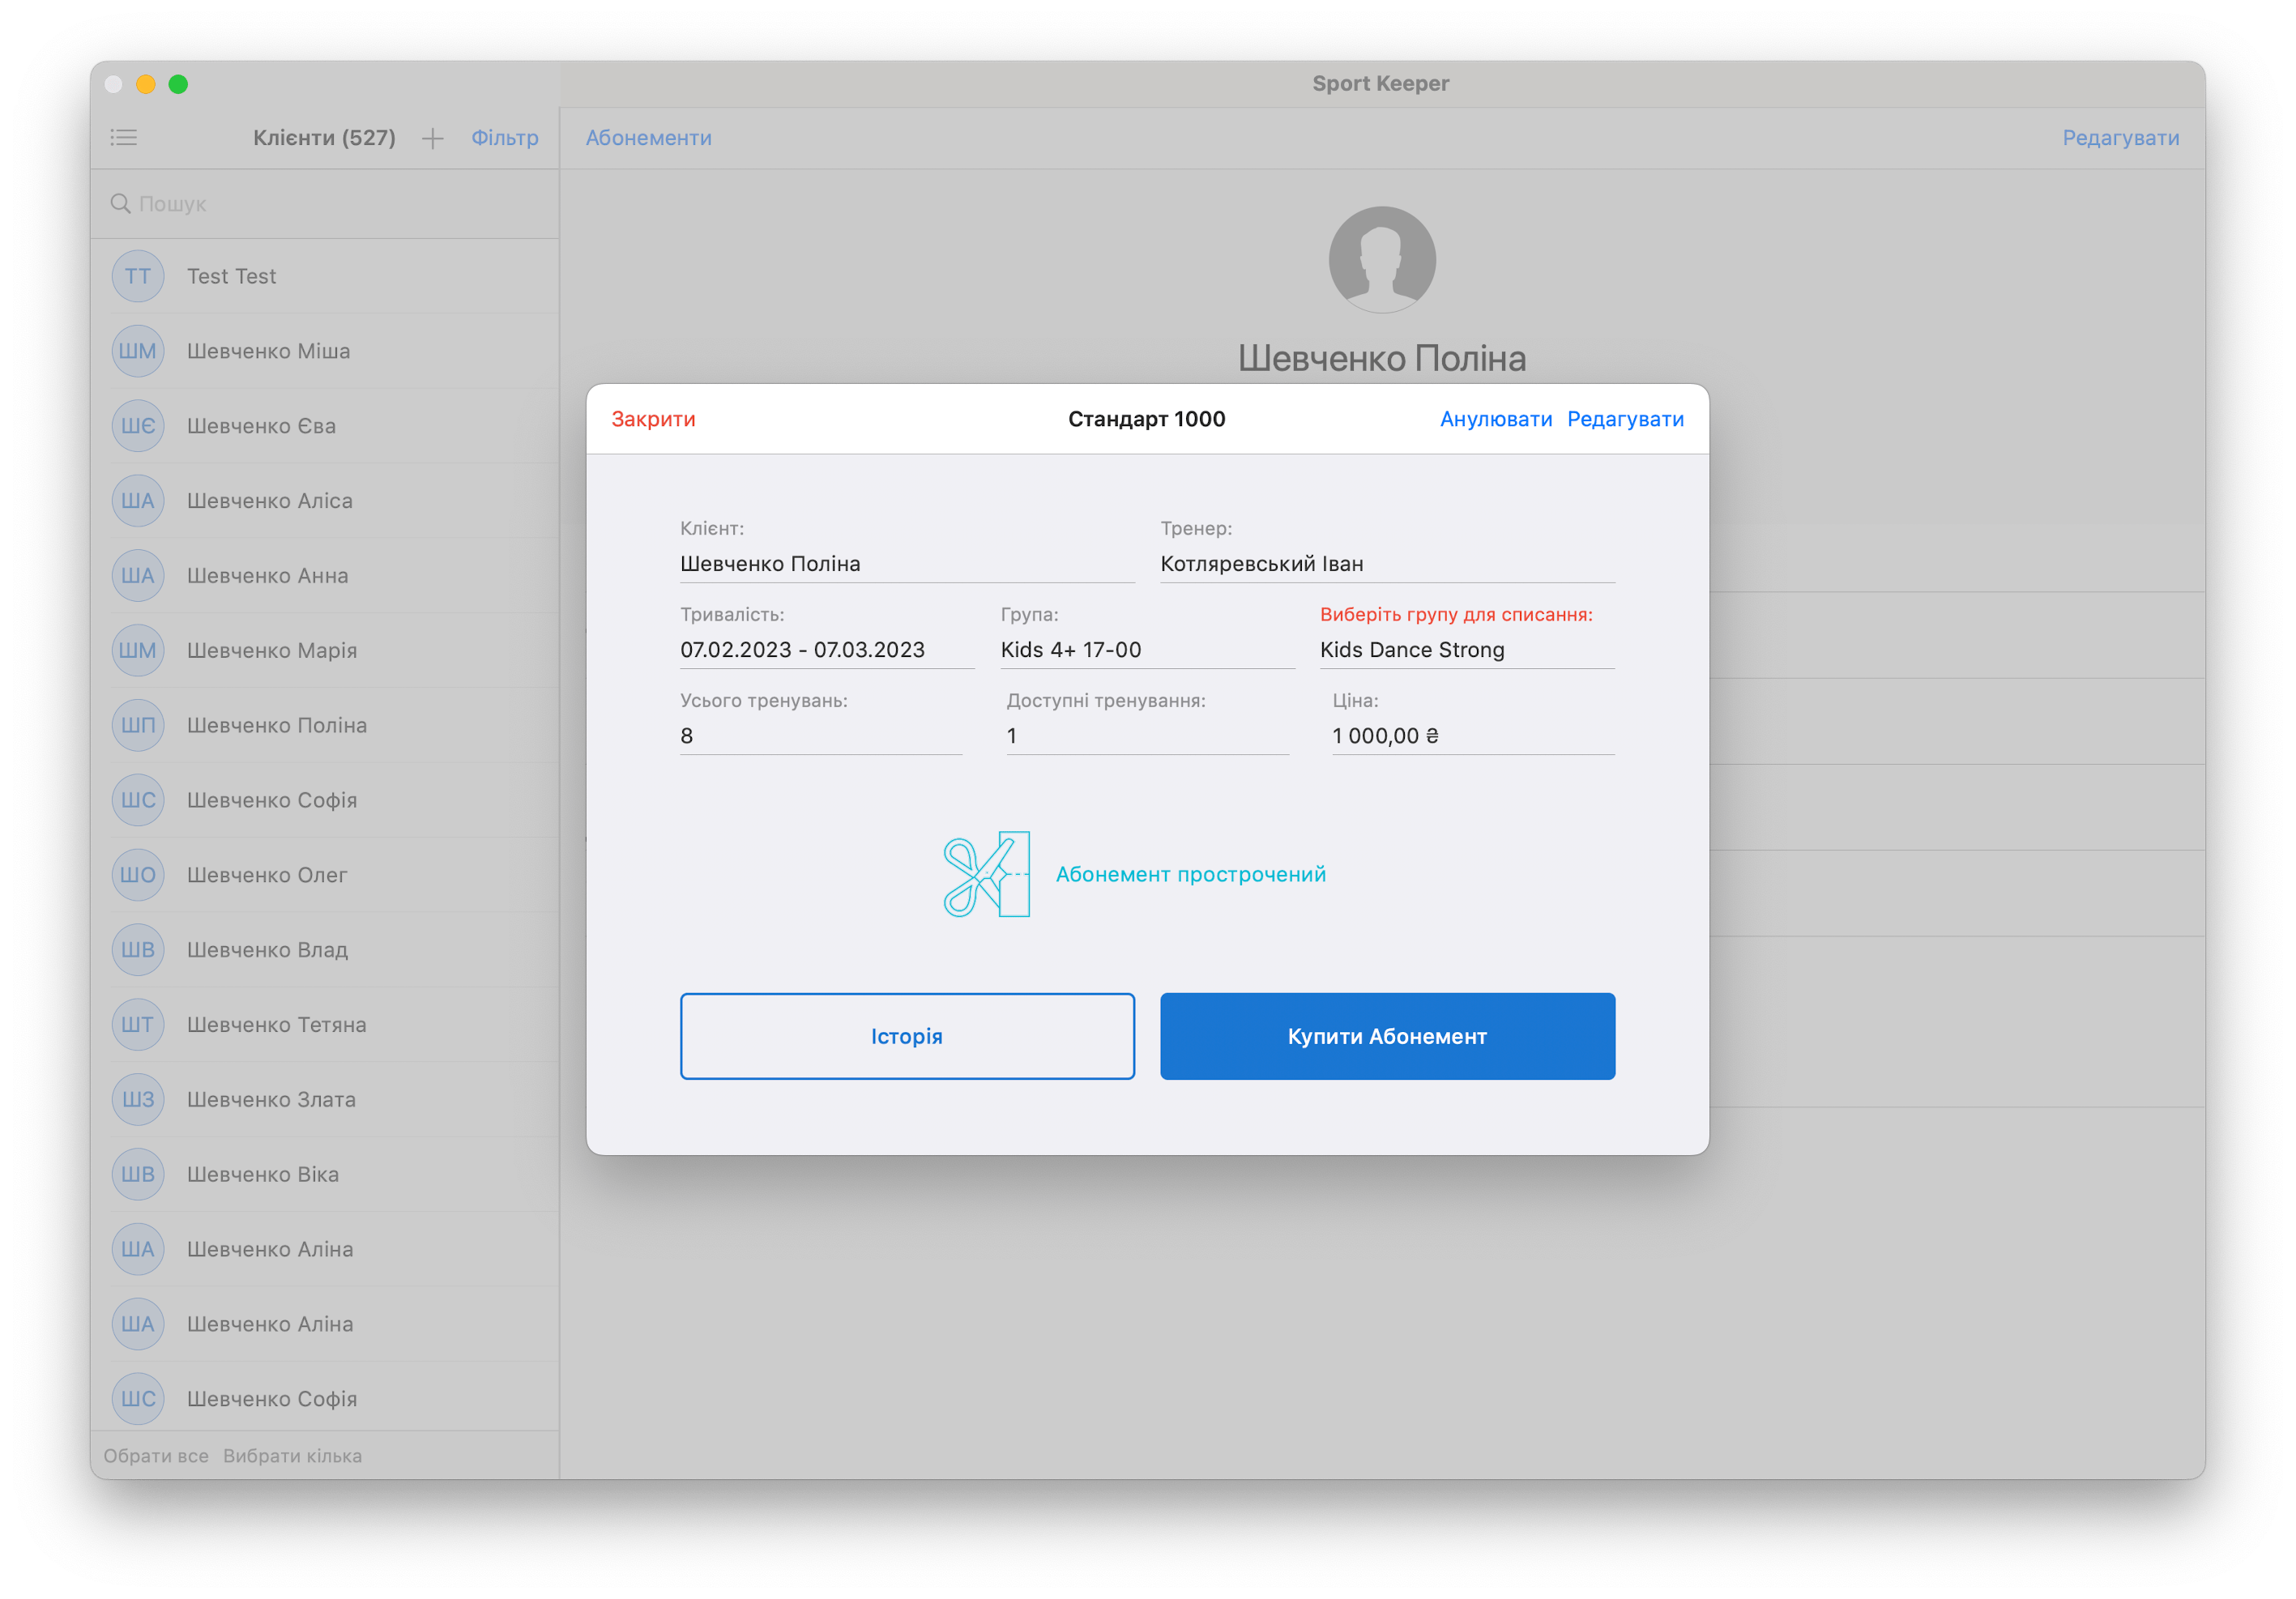 Sport Keeper
Клієнти (527)
Фільтр
Абонементи
Редагувати
Пошук
ТТ Test Test
ШМ Шевченко Міша
ШЄ Шевченко Єва
ША Шевченко Аліса
ША Шевченко Анна
ШМ Шевченко Марія
ШП Шевченко Поліна
ШС Шевченко Софія
ШО Шевченко Олег
ШВ Шевченко Влад
ШТ Шевченко Тетяна
ШЗ Шевченко Злата
ШВ Шевченко Віка
ША Шевченко Аліна
ША Шевченко Аліна
ШС Шевченко Софія
Обрати все Вибрати кілька
Шевченко Поліна
Закрити Стандарт 1000 Анулювати Редагувати
Клієнт: Тренер:
Шевченко Поліна Котляревський Іван
Тривалість: Група: Виберіть групу для списання:
07.02.2023 - 07.03.2023 Kids 4+ 17-00 Kids Dance Strong
Усього тренувань: Доступні тренування: Ціна:
8 1 1 000,00 ₴
Абонемент прострочений
Історія Купити Абонемент